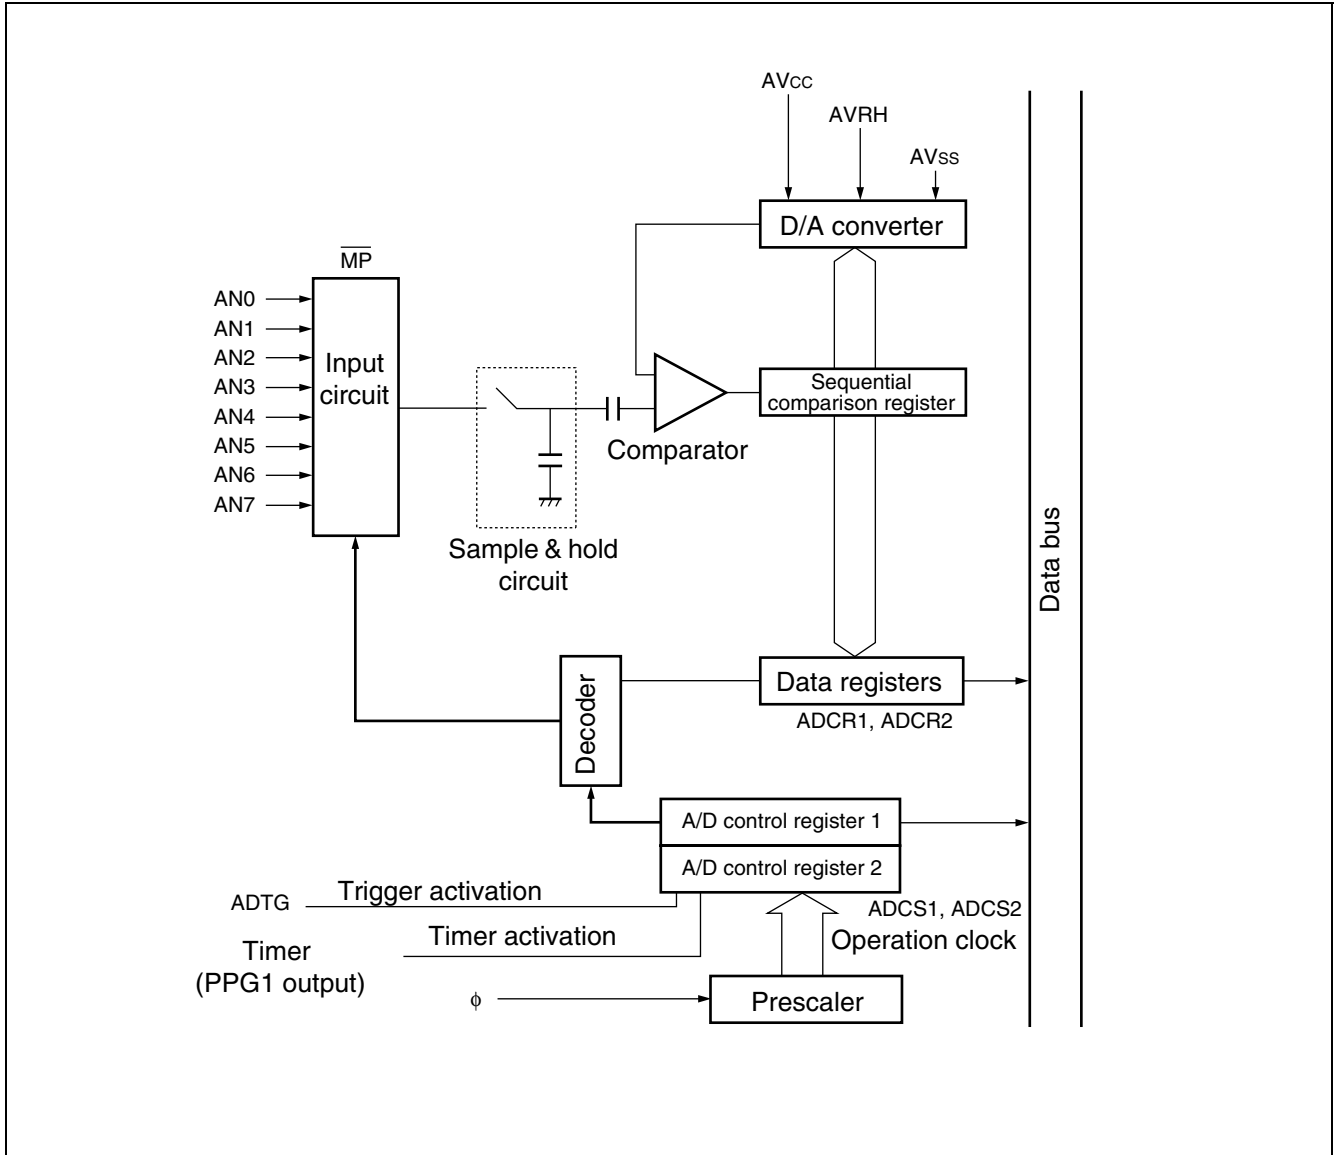 AVCC
AVRH
AVSS
D/A converter
MP
AN0
AN1
AN2
AN3
AN4
AN5
AN6
AN7
Input
circuit
Sequential
comparison register
Comparator
Sample & hold
circuit
Data bus
Decoder
Data registers
ADCR1, ADCR2
A/D control register 1
A/D control register 2
ADTG
Trigger activation
ADCS1, ADCS2
Timer activation
Operation clock
Timer
(PPG1 output)
ϕ
Prescaler